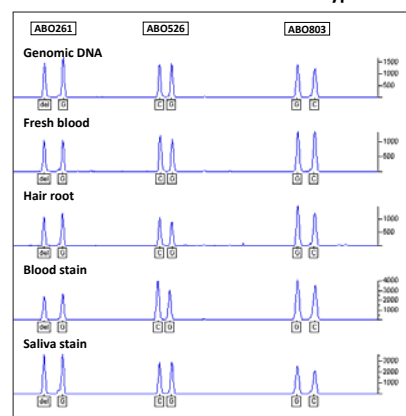 ABO261 ABO526 ABO803
Genomic DNA
1500
1000
500
del G C G G C
Fresh blood
1000
500
del G C G G C
Hair root
1000
500
del G C G G C
Blood stain
4000
3000
2000
1000
del G C G G C
Saliva stain
3000
2000
1000
del G C G G C